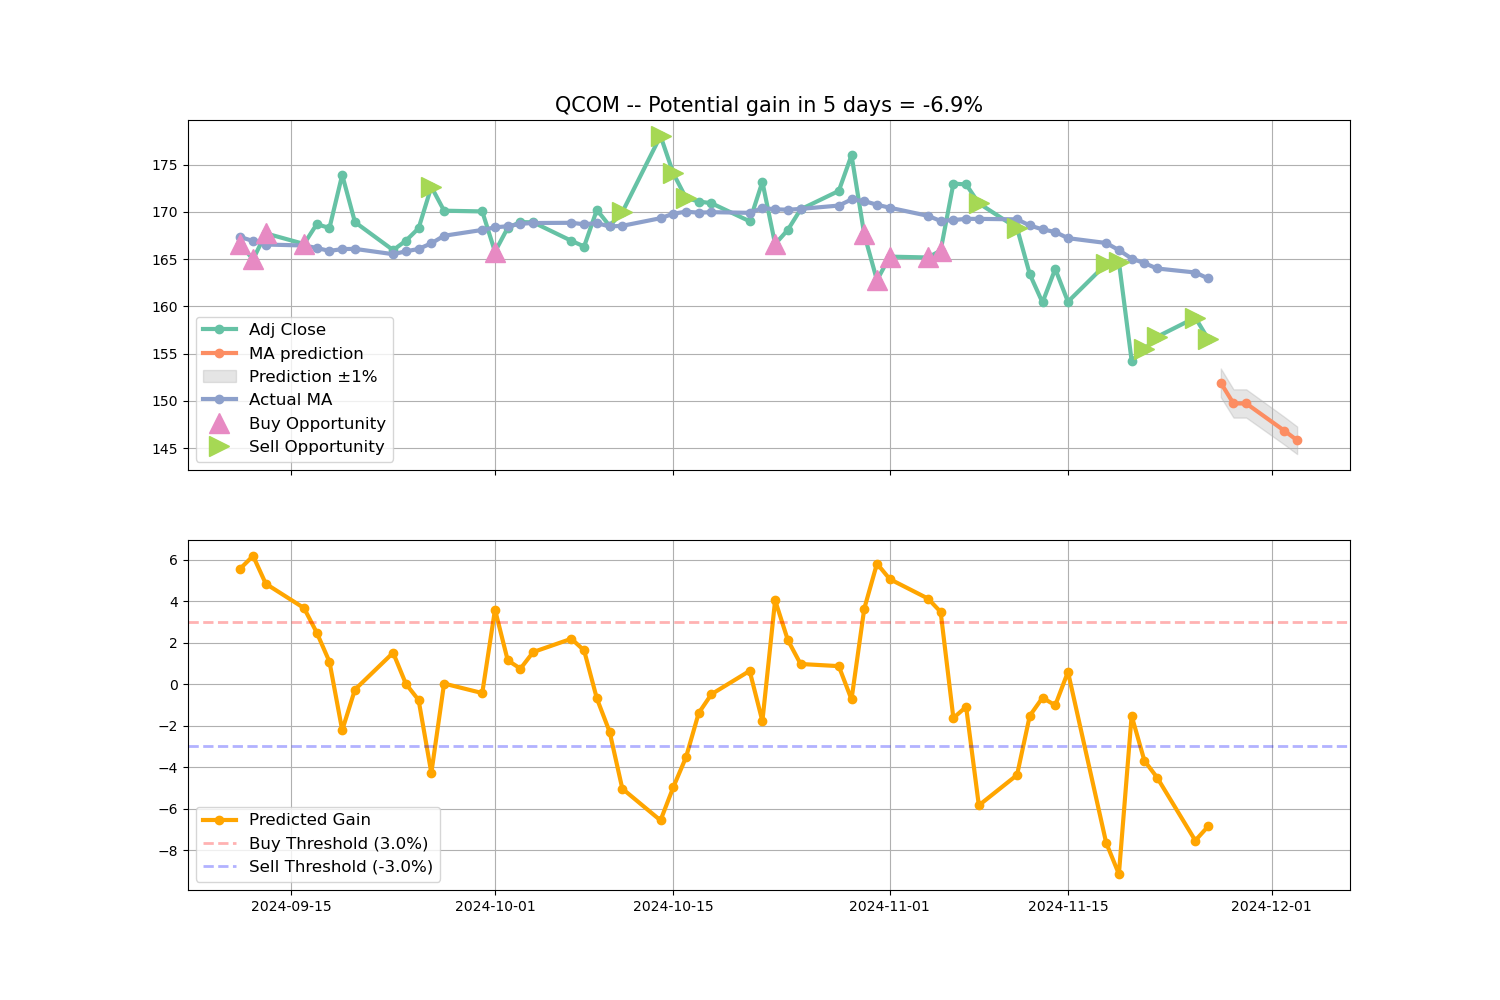 QCOM -- Potential gain in 5 days = -6.9%
175
170
165
160
155
150
145
Adj Close
MA prediction
Prediction ±1%
Actual MA
Buy Opportunity
Sell Opportunity
6
4
2
0
−2
−4
−6
−8
Predicted Gain
Buy Threshold (3.0%)
Sell Threshold (-3.0%)
2024-09-15 2024-10-01 2024-10-15 2024-11-01 2024-11-15 2024-12-01